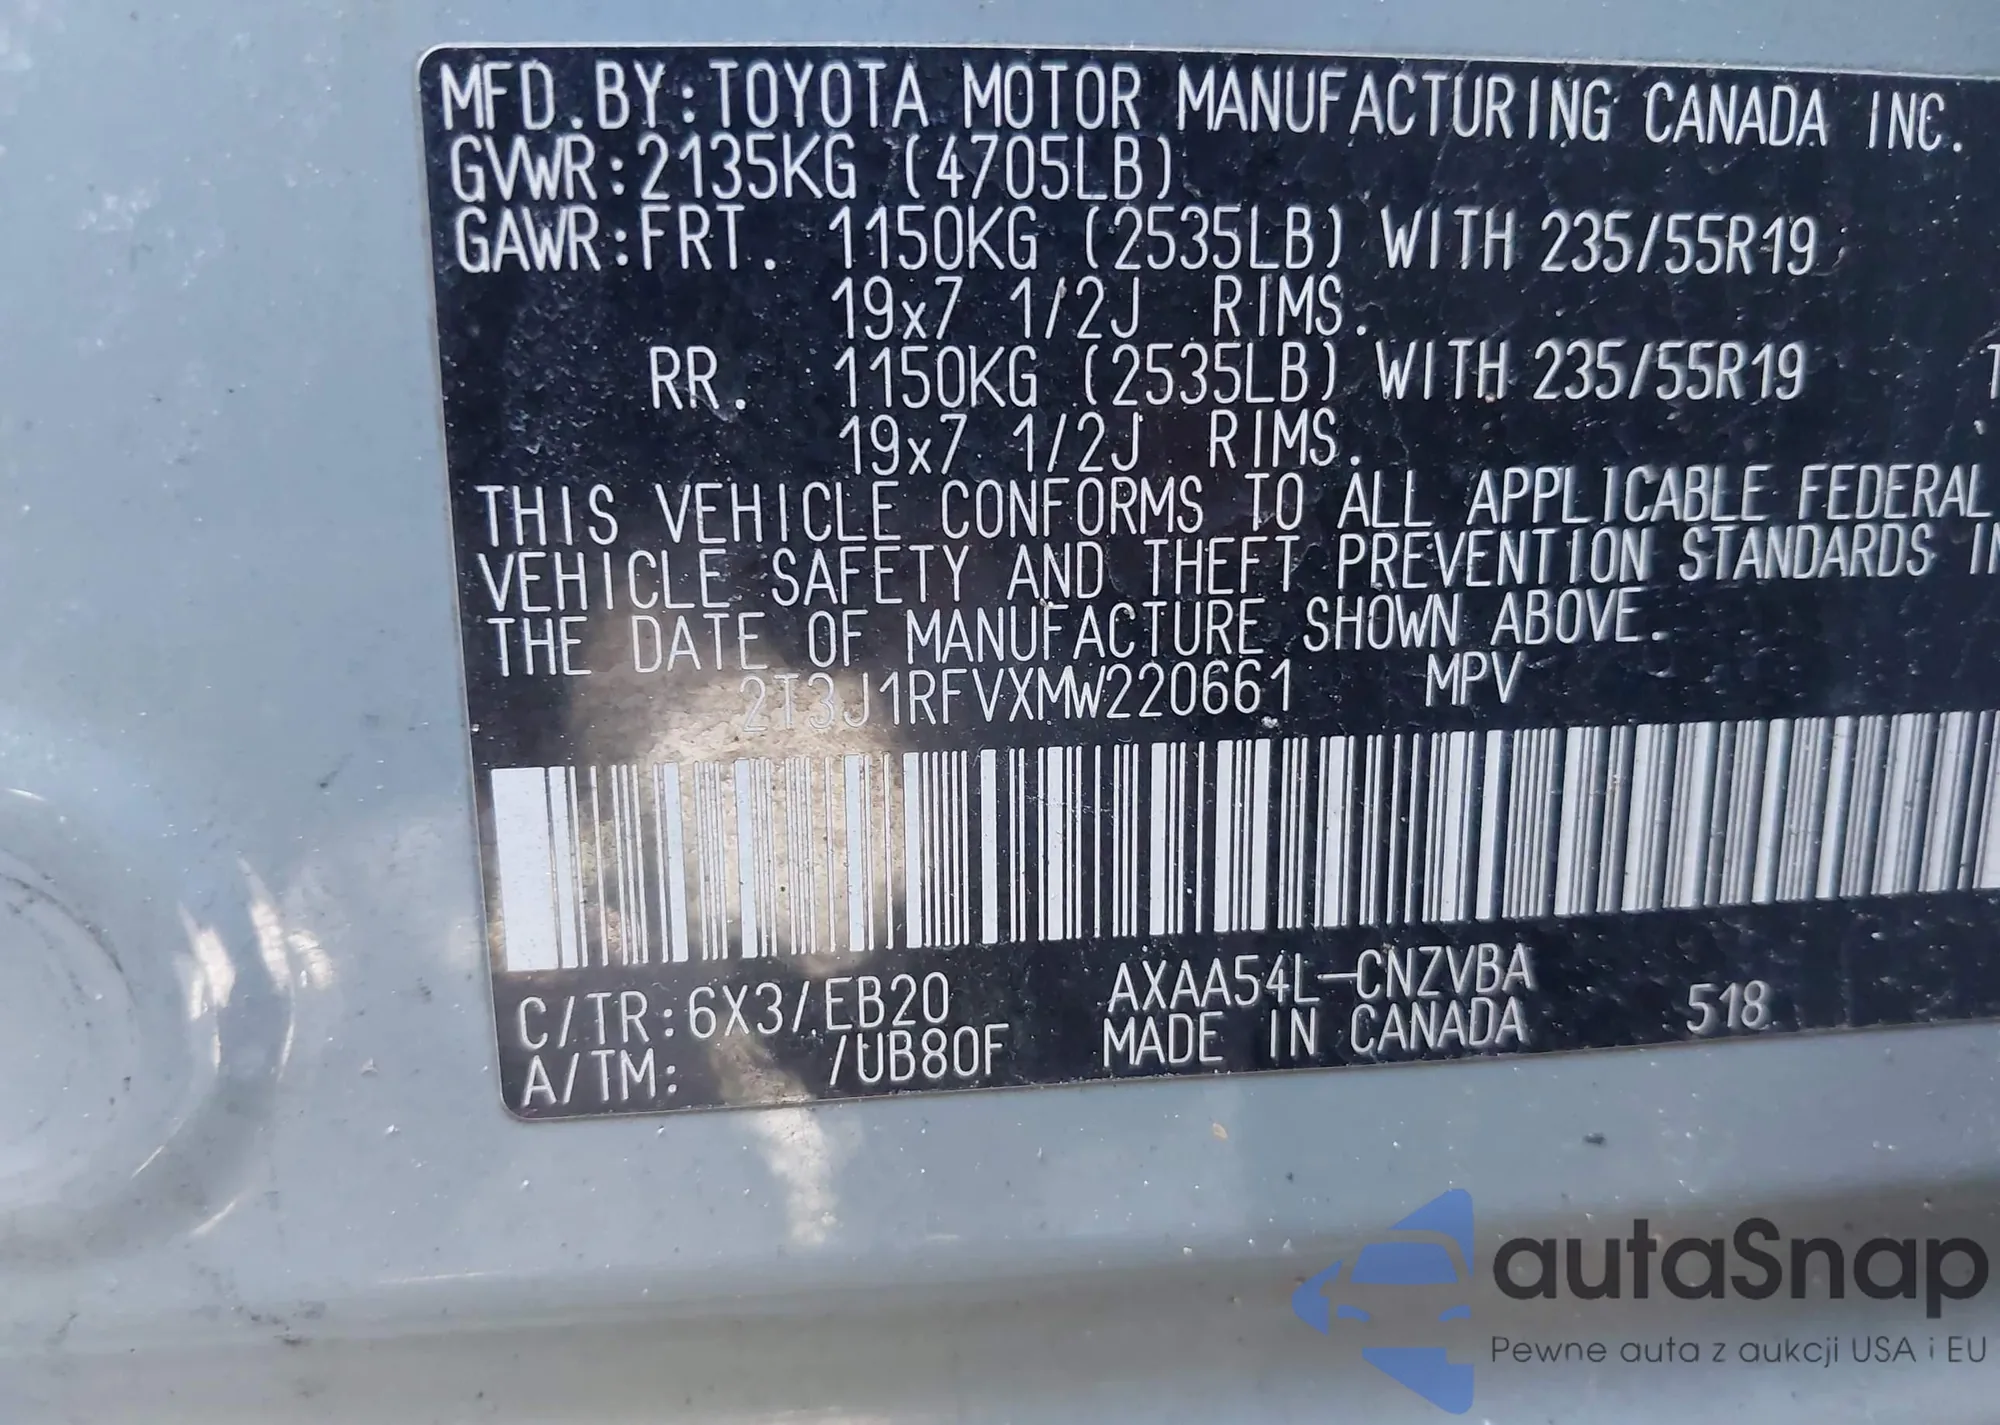 MFD.BY:TOYOTA MOTOR MANUFACTURING CANADA INC.
GVWR:2135KG (4705LB)
GAWR:FRT. 1150KG (2535LB) WITH 235/55R19
19x7 1/2J RIMS.
RR. 1150KG (2535LB) WITH 235/55R19
19x7 1/2J RIMS.
THIS VEHICLE CONFORMS TO ALL APPLICABLE FEDERAL
VEHICLE SAFETY AND THEFT PREVENTION STANDARDS IN
THE DATE OF MANUFACTURE SHOWN ABOVE.
2T3J1RFVXMW220661 MPV
C/TR:6X3/EB20 AXAA54L-CNZVBA
A/TM: /UB80F MADE IN CANADA 518
autaSnap
Pewne auta z aukcji USA i EU